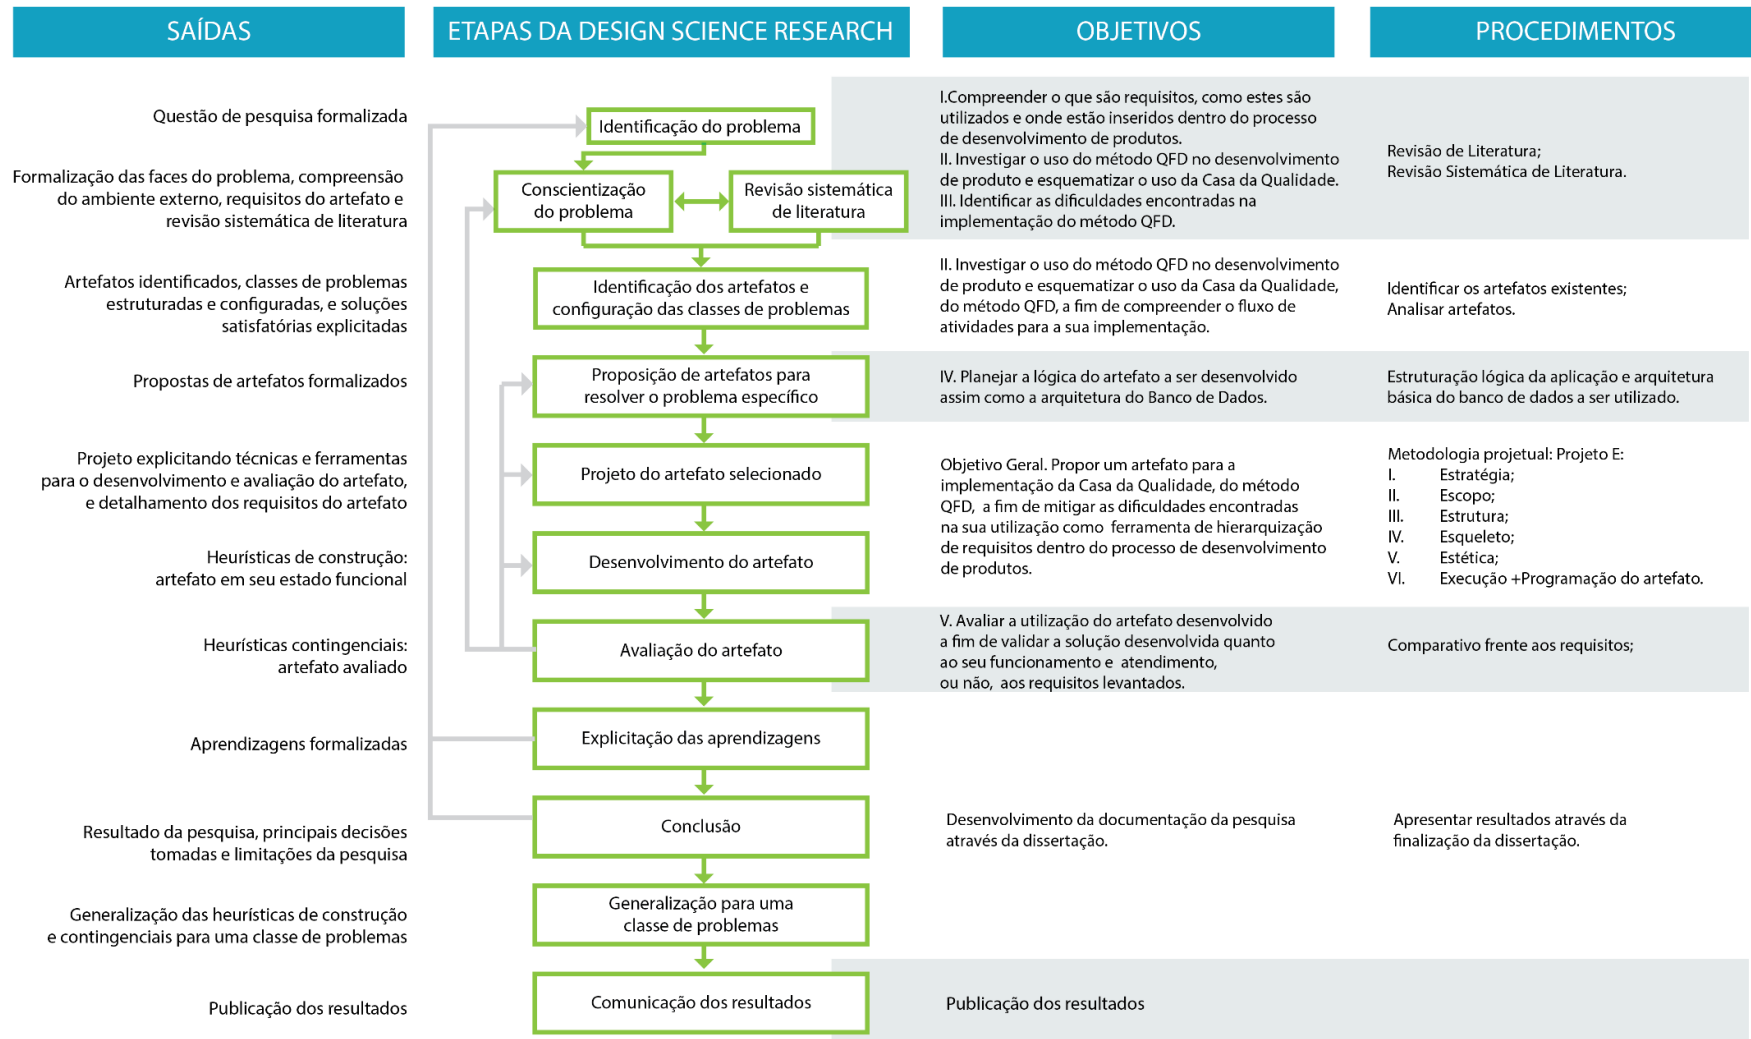 SAÍDAS
ETAPAS DA DESIGN SCIENCE RESEARCH
OBJETIVOS
PROCEDIMENTOS
Questão de pesquisa formalizada
Identificação do problema
I.Compreender o que são requisitos, como estes são
utilizados e onde estão inseridos dentro do processo
de desenvolvimento de produtos.
II. Investigar o uso do método QFD no desenvolvimento
de produto e esquematizar o uso da Casa da Qualidade.
III. Identificar as dificuldades encontradas na
implementação do método QFD.
Revisão de Literatura;
Revisão Sistemática de Literatura.
Formalização das faces do problema, compreensão
do ambiente externo, requisitos do artefato e
revisão sistemática de literatura
Conscientização
do problema
Revisão sistemática
de literatura
Artefatos identificados, classes de problemas
estruturadas e configuradas, e soluções
satisfatórias explicitadas
Identificação dos artefatos e
configuração das classes de problemas
II. Investigar o uso do método QFD no desenvolvimento
de produto e esquematizar o uso da Casa da Qualidade,
do método QFD, a fim de compreender o fluxo de
atividades para a sua implementação.
Identificar os artefatos existentes;
Analisar artefatos.
Propostas de artefatos formalizados
Proposição de artefatos para
resolver o problema específico
IV. Planejar a lógica do artefato a ser desenvolvido
assim como a arquitetura do Banco de Dados.
Estruturação lógica da aplicação e arquitetura
básica do banco de dados a ser utilizado.
Projeto explicitando técnicas e ferramentas
para o desenvolvimento e avaliação do artefato,
e detalhamento dos requisitos do artefato
Projeto do artefato selecionado
Objetivo Geral. Propor um artefato para a
implementação da Casa da Qualidade, do método
QFD, a fim de mitigar as dificuldades encontradas
na sua utilização como ferramenta de hierarquização
de requisitos dentro do processo de desenvolvimento
de produtos.
Metodologia projetual: Projeto E:
I. Estratégia;
II. Escopo;
III. Estrutura;
IV. Esqueleto;
V. Estética;
VI. Execução +Programação do artefato.
Heurísticas de construção:
artefato em seu estado funcional
Desenvolvimento do artefato
Heurísticas contingenciais:
artefato avaliado
Avaliação do artefato
V. Avaliar a utilização do artefato desenvolvido
a fim de validar a solução desenvolvida quanto
ao seu funcionamento e atendimento,
ou não, aos requisitos levantados.
Comparativo frente aos requisitos;
Aprendizagens formalizadas
Explicitação das aprendizagens
Resultado da pesquisa, principais decisões
tomadas e limitações da pesquisa
Conclusão
Desenvolvimento da documentação da pesquisa
através da dissertação.
Apresentar resultados através da
finalização da dissertação.
Generalização das heurísticas de construção
e contingenciais para uma classe de problemas
Generalização para uma
classe de problemas
Publicação dos resultados
Comunicação dos resultados
Publicação dos resultados